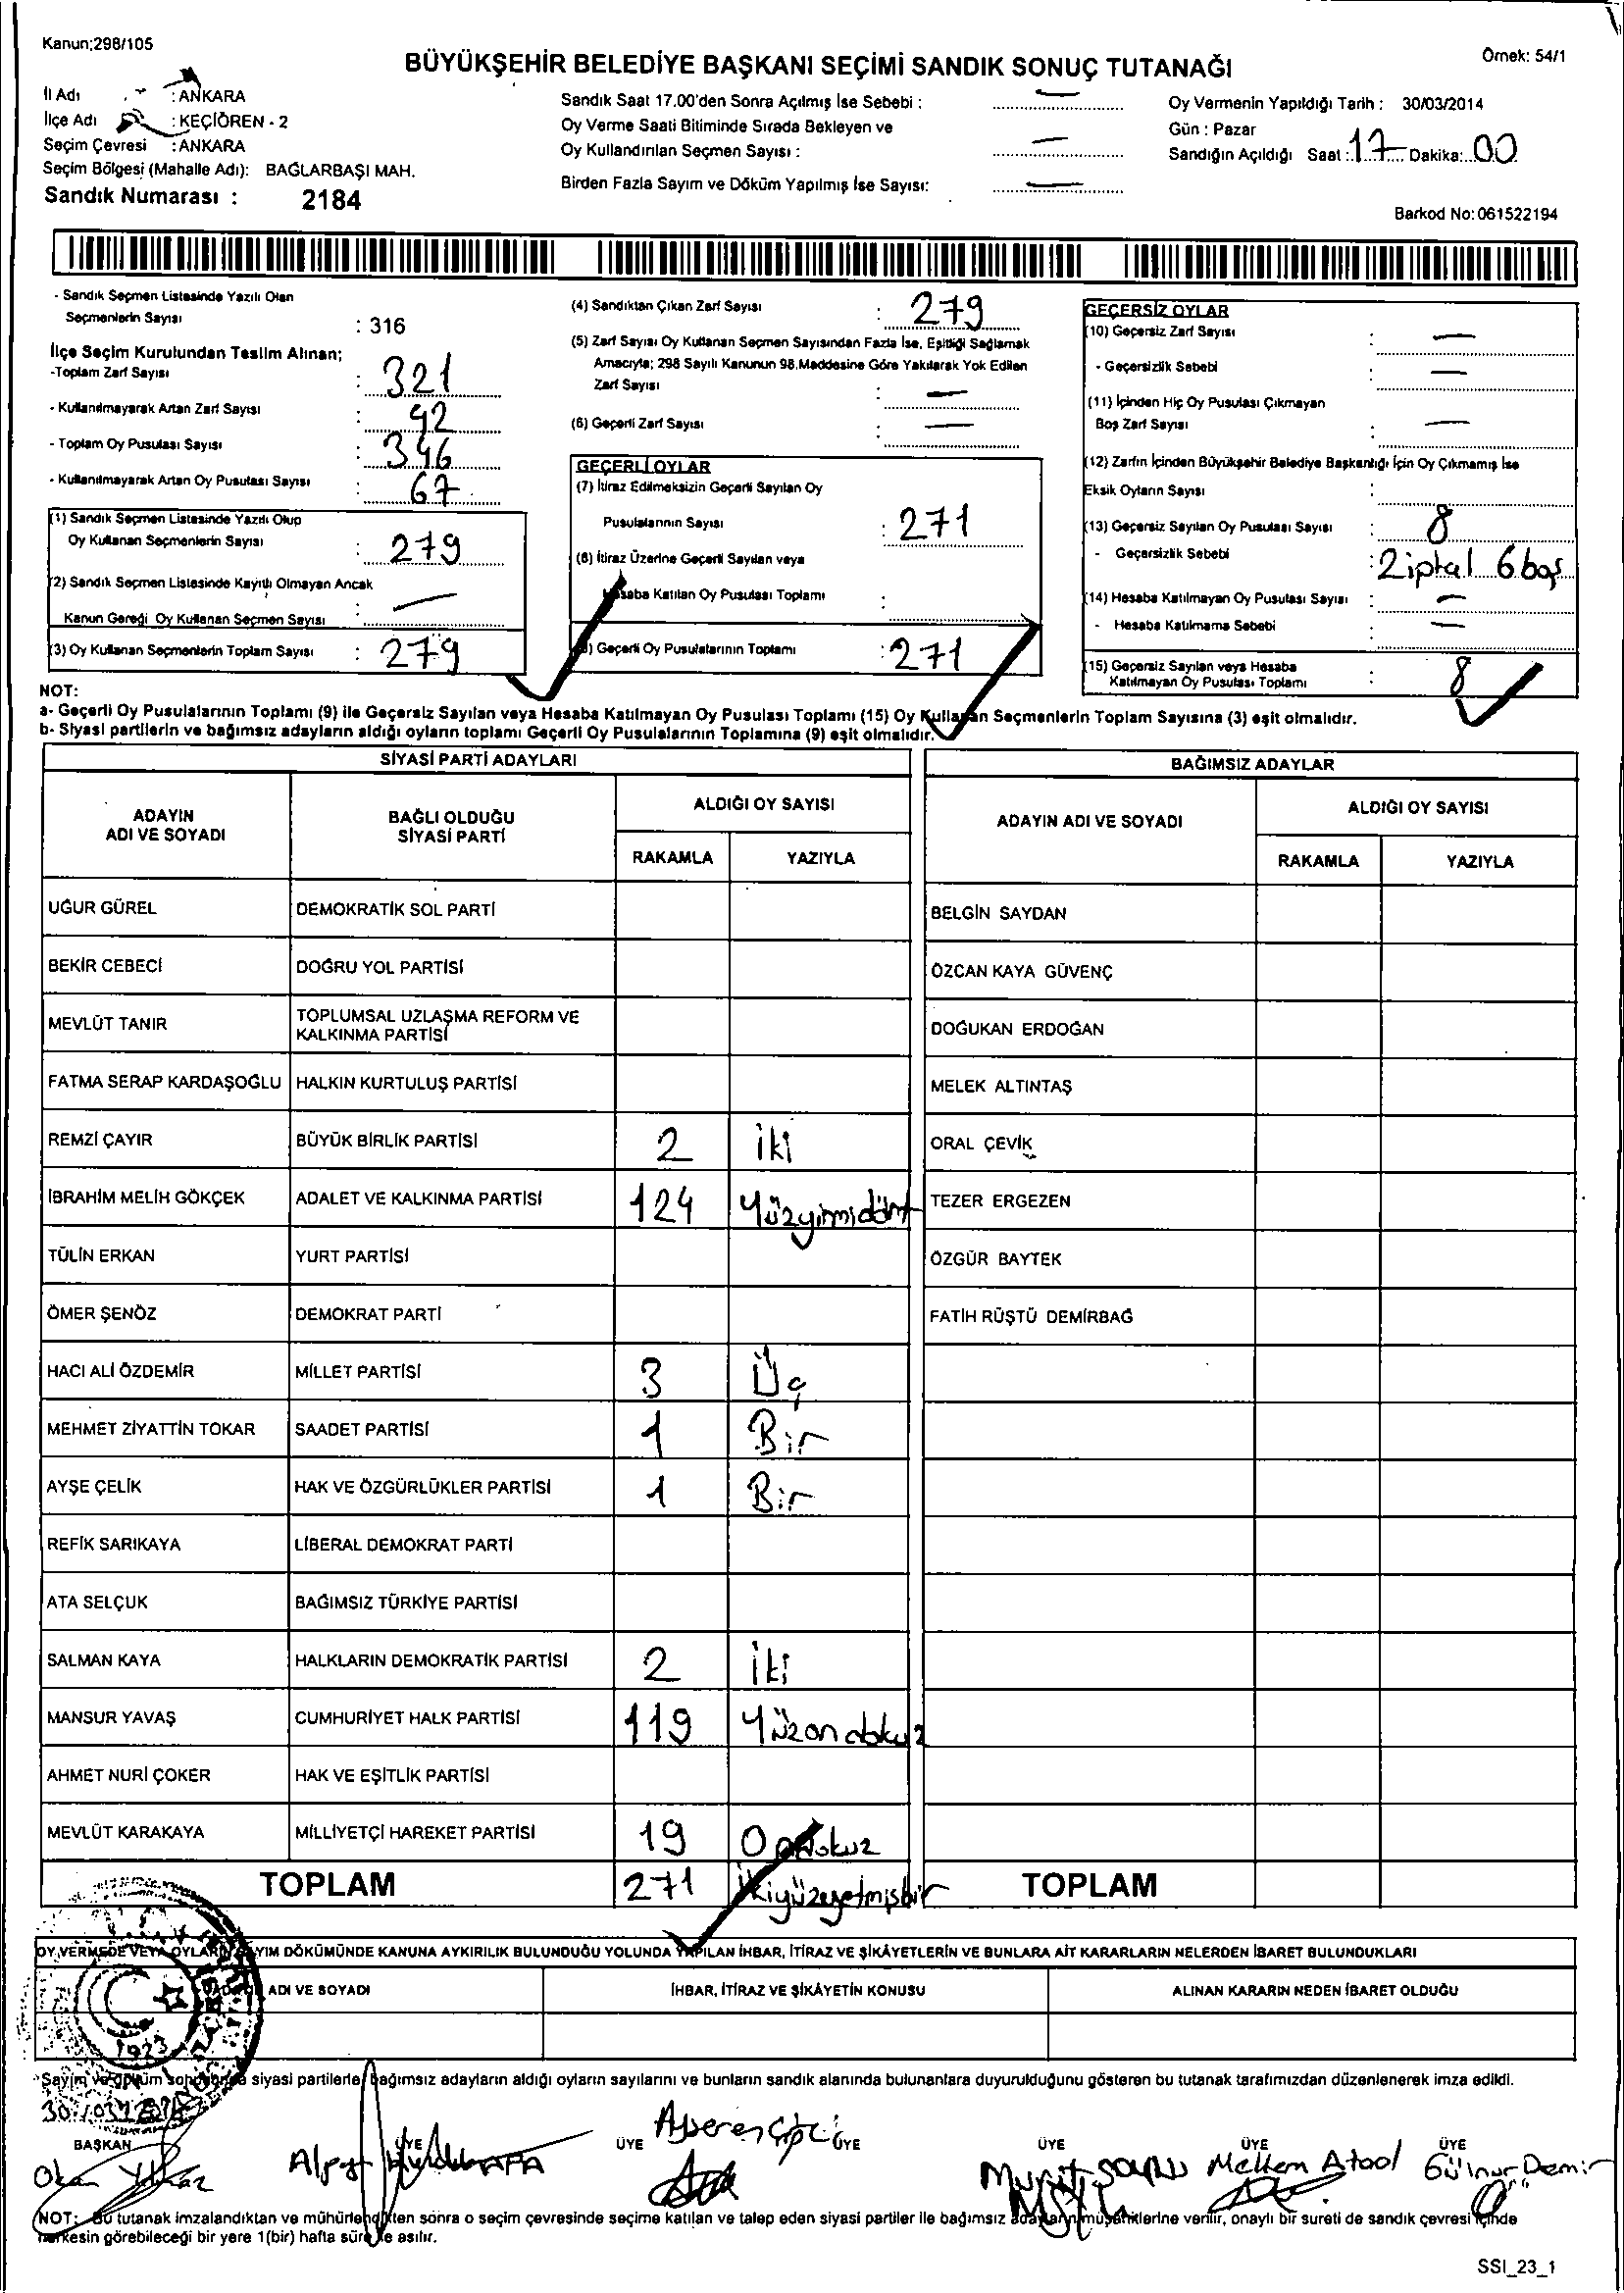 Kanun:298/105
Örnek: 54/1
BÜYÜKŞEHİR BELEDİYE BAŞKANI SEÇİMİ SANDIK SONUÇ TUTANAĞI
İl Adı : ANKARA
İlçe Adı : KEÇİÖREN - 2
Seçim Çevresi : ANKARA
Seçim Bölgesi (Mahalle Adı): BAĞLARBAŞI MAH.
Sandık Numarası : 2184
Sandık Saat 17.00'den Sonra Açılmış İse Sebebi : —
Oy Verme Saati Bitiminde Sırada Bekleyen ve
Oy Kullandırılan Seçmen Sayısı : —
Birden Fazla Sayım ve Döküm Yapılmış İse Sayısı: —
Oy Vermenin Yapıldığı Tarih : 30/03/2014
Gün : Pazar
Sandığın Açıldığı Saat : 17 Dakika: 00
Barkod No: 061522194
- Sandık Seçmen Listesinde Yazılı Olan
Seçmenlerin Sayısı : 316
İlçe Seçim Kurulundan Teslim Alınan;
-Toplam Zarf Sayısı : 321
- Kullanılmayarak Artan Zarf Sayısı : 42
- Toplam Oy Pusulası Sayısı : 346
- Kullanılmayarak Artan Oy Pusulası Sayısı : 67
(1) Sandık Seçmen Listesinde Yazılı Olup
Oy Kullanan Seçmenlerin Sayısı : 279
(2) Sandık Seçmen Listesinde Kayıtlı Olmayan Ancak
Kanun Gereği Oy Kullanan Seçmen Sayısı : —
(3) Oy Kullanan Seçmenlerin Toplam Sayısı : 279
(4) Sandıktan Çıkan Zarf Sayısı : 279
(5) Zarf Sayısı Oy Kullanan Seçmen Sayısından Fazla İse, Eşitliği Sağlamak
Amacıyla; 298 Sayılı Kanunun 98.Maddesine Göre Yakılarak Yok Edilen
Zarf Sayısı : —
(6) Geçerli Zarf Sayısı : —
GEÇERLİ OYLAR
(7) İtiraz Edilmeksizin Geçerli Sayılan Oy
Pusulalarının Sayısı : 271
(8) İtiraz Üzerine Geçerli Sayılan veya
Hesaba Katılan Oy Pusulası Toplamı :
(9) Geçerli Oy Pusulalarının Toplamı : 271
GEÇERSİZ OYLAR
(10) Geçersiz Zarf Sayısı : —
- Geçersizlik Sebebi : —
(11) İçinden Hiç Oy Pusulası Çıkmayan
Boş Zarf Sayısı : —
(12) Zarfın İçinden Büyükşehir Belediye Başkanlığı İçin Oy Çıkmamış İse
Eksik Oyların Sayısı :
(13) Geçersiz Sayılan Oy Pusulası Sayısı : 8
- Geçersizlik Sebebi : 2 iptal 6 boş
(14) Hesaba Katılmayan Oy Pusulası Sayısı : —
- Hesaba Katılmama Sebebi : —
(15) Geçersiz Sayılan veya Hesaba
Katılmayan Oy Pusulası Toplamı : 8
NOT:
a- Geçerli Oy Pusulalarının Toplamı (9) ile Geçersiz Sayılan veya Hesaba Katılmayan Oy Pusulası Toplamı (15) Oy Kullanan Seçmenlerin Toplam Sayısına (3) eşit olmalıdır.
b- Siyasi partilerin ve bağımsız adayların aldığı oyların toplamı Geçerli Oy Pusulalarının Toplamına (9) eşit olmalıdır.
SİYASİ PARTİ ADAYLARI
BAĞIMSIZ ADAYLAR
ADAYIN ADI VE SOYADI
BAĞLI OLDUĞU SİYASİ PARTİ
ALDIĞI OY SAYISI
RAKAMLA YAZIYLA
ADAYIN ADI VE SOYADI
ALDIĞI OY SAYISI
RAKAMLA YAZIYLA
UĞUR GÜREL DEMOKRATİK SOL PARTİ BELGİN SAYDAN
BEKİR CEBECİ DOĞRU YOL PARTİSİ ÖZCAN KAYA GÜVENÇ
MEVLÜT TANIR TOPLUMSAL UZLAŞMA REFORM VE KALKINMA PARTİSİ DOĞUKAN ERDOĞAN
FATMA SERAP KARDAŞOĞLU HALKIN KURTULUŞ PARTİSİ MELEK ALTINTAŞ
REMZİ ÇAYIR BÜYÜK BİRLİK PARTİSİ 2 iki ORAL ÇEVİK
İBRAHİM MELİH GÖKÇEK ADALET VE KALKINMA PARTİSİ 124 Yüzyirmidört TEZER ERGEZEN
TÜLİN ERKAN YURT PARTİSİ ÖZGÜR BAYTEK
ÖMER ŞENÖZ DEMOKRAT PARTİ FATİH RÜŞTÜ DEMİRBAĞ
HACI ALİ ÖZDEMİR MİLLET PARTİSİ 3 Üç
MEHMET ZİYATTİN TOKAR SAADET PARTİSİ 1 Bir
AYŞE ÇELİK HAK VE ÖZGÜRLÜKLER PARTİSİ 1 Bir
REFİK SARIKAYA LİBERAL DEMOKRAT PARTİ
ATA SELÇUK BAĞIMSIZ TÜRKİYE PARTİSİ
SALMAN KAYA HALKLARIN DEMOKRATİK PARTİSİ 2 iki
MANSUR YAVAŞ CUMHURİYET HALK PARTİSİ 119 Yüzondokuz
AHMET NURİ ÇOKER HAK VE EŞİTLİK PARTİSİ
MEVLÜT KARAKAYA MİLLİYETÇİ HAREKET PARTİSİ 19 Ondokuz
TOPLAM 271 ikiyüzyetmişbir TOPLAM
OY VERMEDE VEYA OYLARIN SAYIM DÖKÜMÜNDE KANUNA AYKIRILIK BULUNDUĞU YOLUNDA YAPILAN İHBAR, İTİRAZ VE ŞİKÂYETLERİN VE BUNLARA AİT KARARLARIN NELERDEN İBARET BULUNDUKLARI
ADI VE SOYADI İHBAR, İTİRAZ VE ŞİKÂYETİN KONUSU ALINAN KARARIN NEDEN İBARET OLDUĞU
1923
Sayım ve döküm sonucunda siyasi partilerle bağımsız adayların aldığı oyların sayılarını ve bunların sandık alanında bulunanlara duyurulduğunu gösteren bu tutanak tarafımızdan düzenlenerek imza edildi.
BAŞKAN ÜYE ÜYE ÜYE ÜYE ÜYE ÜYE
Okan Yılmaz Gülnur Demir
NOT: Bu tutanak imzalandıktan ve mühürlendikten sonra o seçim çevresinde seçime katılan ve talep eden siyasi partiler ile bağımsız adayların müşahitlerine verilir, onaylı bir sureti de sandık çevresi içinde
herkesin görebileceği bir yere 1(bir) hafta süre ile asılır.
SSI_23_1